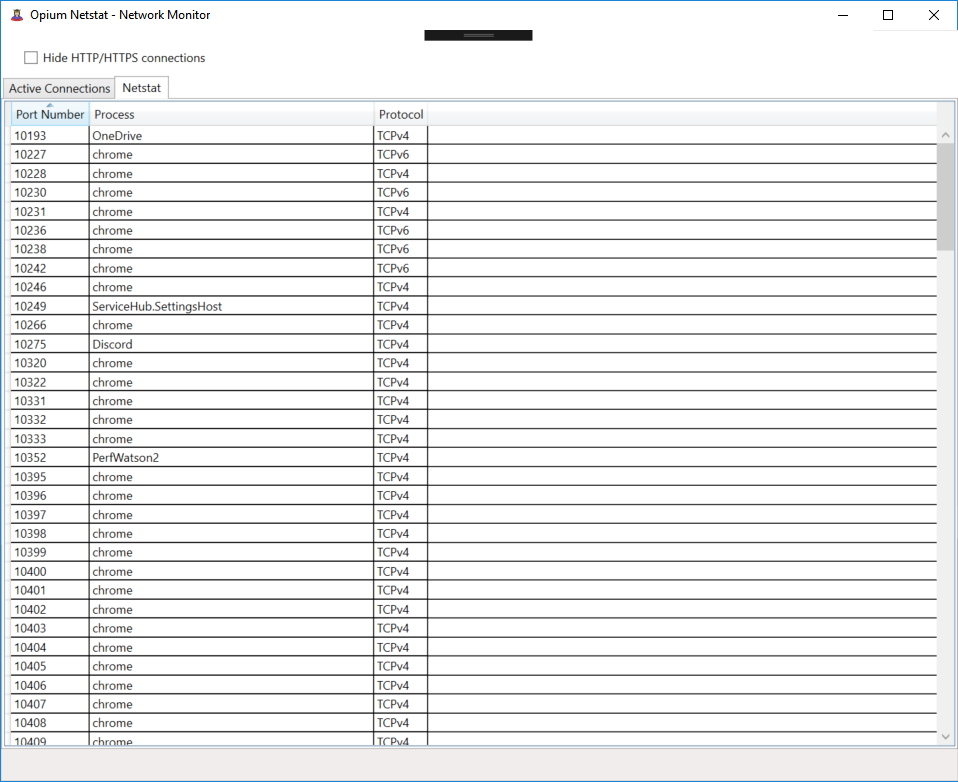 Opium Netstat - Network Monitor
Hide HTTP/HTTPS connections
Active Connections Netstat
Port Number Process Protocol
10193 OneDrive TCPv4
10227 chrome TCPv6
10228 chrome TCPv4
10230 chrome TCPv6
10231 chrome TCPv4
10236 chrome TCPv6
10238 chrome TCPv6
10242 chrome TCPv6
10246 chrome TCPv4
10249 ServiceHub.SettingsHost TCPv4
10266 chrome TCPv4
10275 Discord TCPv4
10320 chrome TCPv4
10322 chrome TCPv4
10331 chrome TCPv4
10332 chrome TCPv4
10333 chrome TCPv4
10352 PerfWatson2 TCPv4
10395 chrome TCPv4
10396 chrome TCPv4
10397 chrome TCPv4
10398 chrome TCPv4
10399 chrome TCPv4
10400 chrome TCPv4
10401 chrome TCPv4
10402 chrome TCPv4
10403 chrome TCPv4
10404 chrome TCPv4
10405 chrome TCPv4
10406 chrome TCPv4
10407 chrome TCPv4
10408 chrome TCPv4
10409 chrome TCPv4